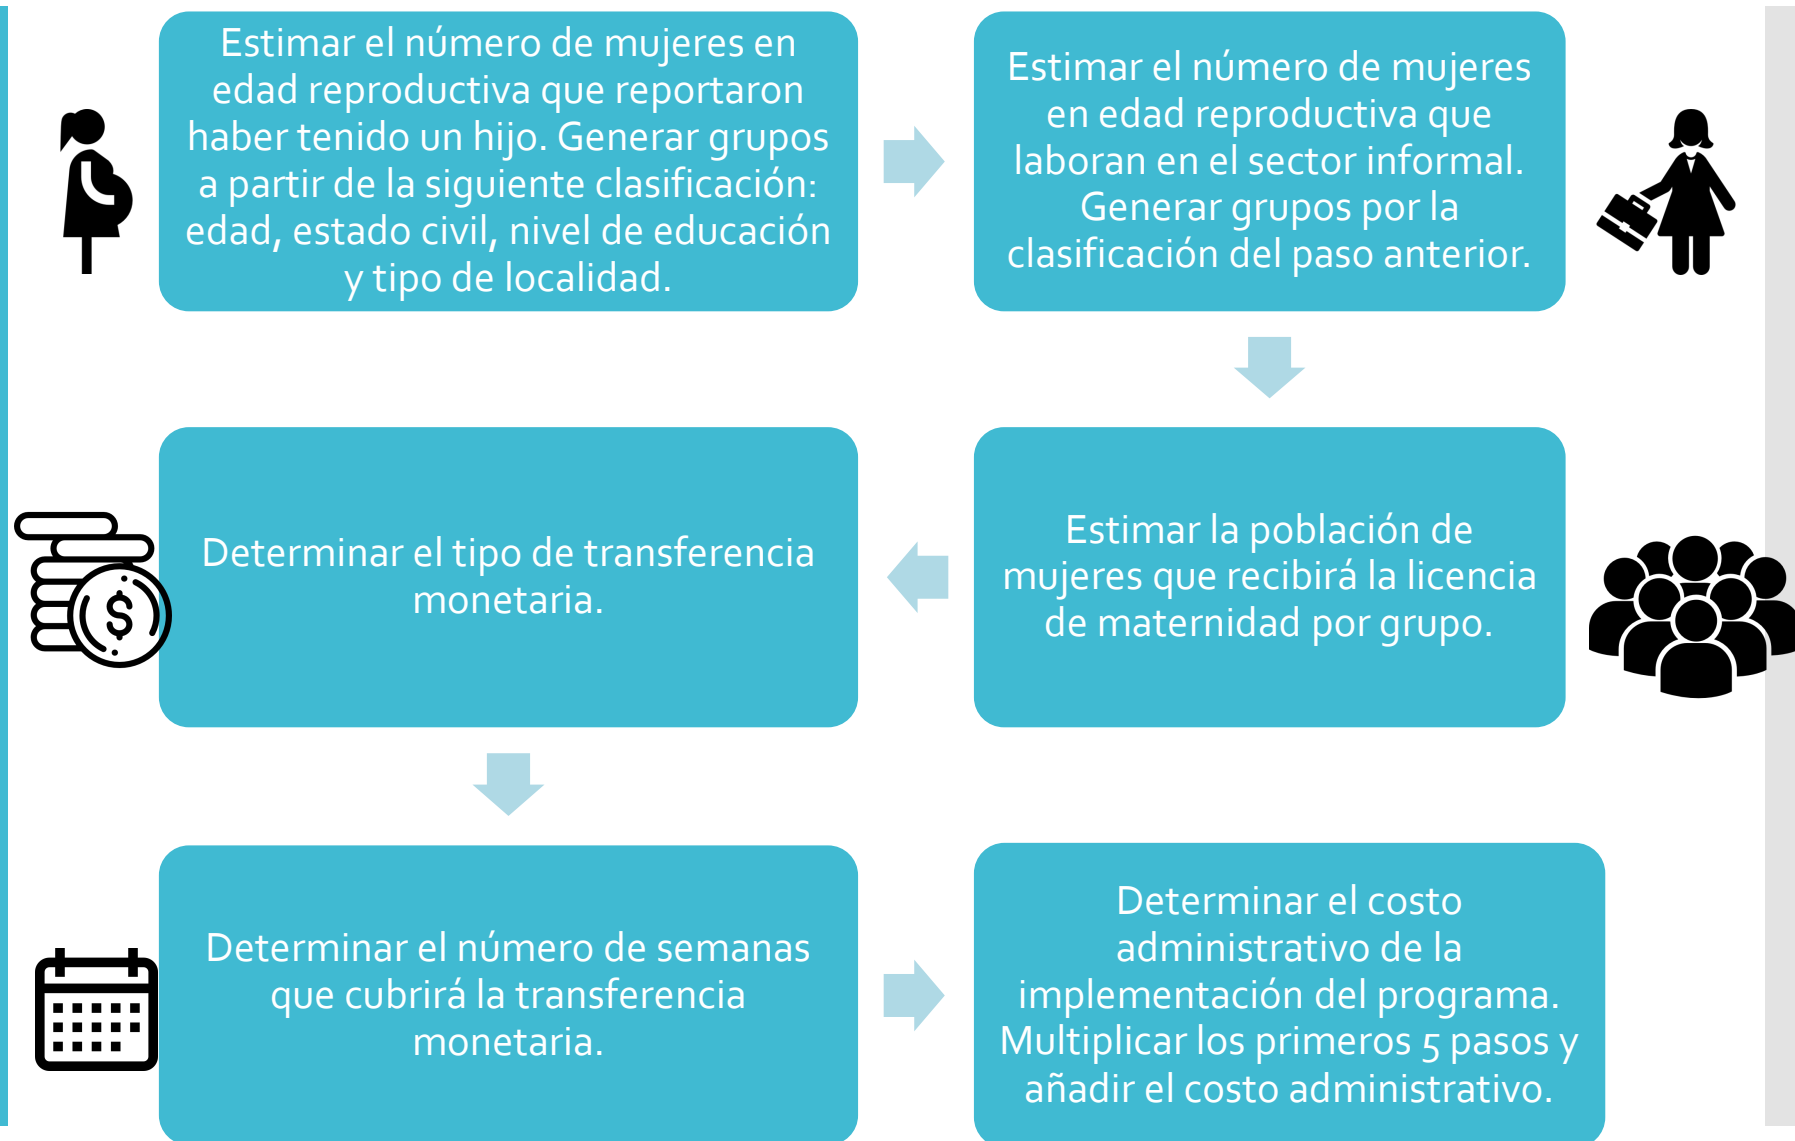 Estimar el número de mujeres en
edad reproductiva que reportaron
haber tenido un hijo. Generar grupos
a partir de la siguiente clasificación:
edad, estado civil, nivel de educación
y tipo de localidad.
Estimar el número de mujeres
en edad reproductiva que
laboran en el sector informal.
Generar grupos por la
clasificación del paso anterior.
Estimar la población de
mujeres que recibirá la licencia
de maternidad por grupo.
Determinar el tipo de transferencia
monetaria.
$
Determinar el número de semanas
que cubrirá la transferencia
monetaria.
Determinar el costo
administrativo de la
implementación del programa.
Multiplicar los primeros 5 pasos y
añadir el costo administrativo.